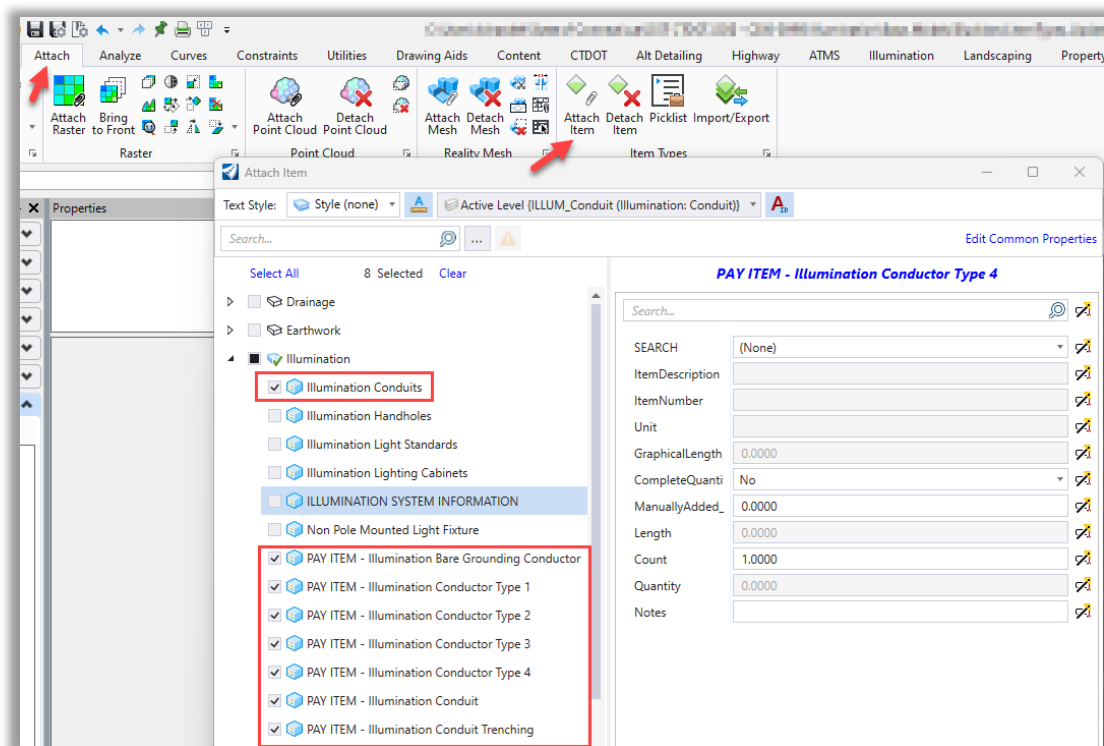 Attach Analyze Curves Constraints Utilities Drawing Aids Content CTDOT Alt Detailing Highway ATMS Illumination Landscaping Property
Attach Raster
Bring to Front
Attach Point Cloud
Detach Point Cloud
Attach Mesh
Detach Mesh
Attach Item
Detach Item
Picklist
Import/Export
Raster Point Cloud Reality Mesh Item Types
Attach Item
Properties
Text Style: Style (none) Active Level {ILLUM_Conduit (Illumination: Conduit)}
Search... ...
Edit Common Properties
Select All 8 Selected Clear
Drainage
Earthwork
Illumination
Illumination Conduits
Illumination Handholes
Illumination Light Standards
Illumination Lighting Cabinets
ILLUMINATION SYSTEM INFORMATION
Non Pole Mounted Light Fixture
PAY ITEM - Illumination Bare Grounding Conductor
PAY ITEM - Illumination Conductor Type 1
PAY ITEM - Illumination Conductor Type 2
PAY ITEM - Illumination Conductor Type 3
PAY ITEM - Illumination Conductor Type 4
PAY ITEM - Illumination Conduit
PAY ITEM - Illumination Conduit Trenching
PAY ITEM - Illumination Conductor Type 4
Search...
SEARCH (None)
ItemDescription
ItemNumber
Unit
GraphicalLength 0.0000
CompleteQuanti No
ManuallyAdded_ 0.0000
Length 0.0000
Count 1.0000
Quantity 0.0000
Notes